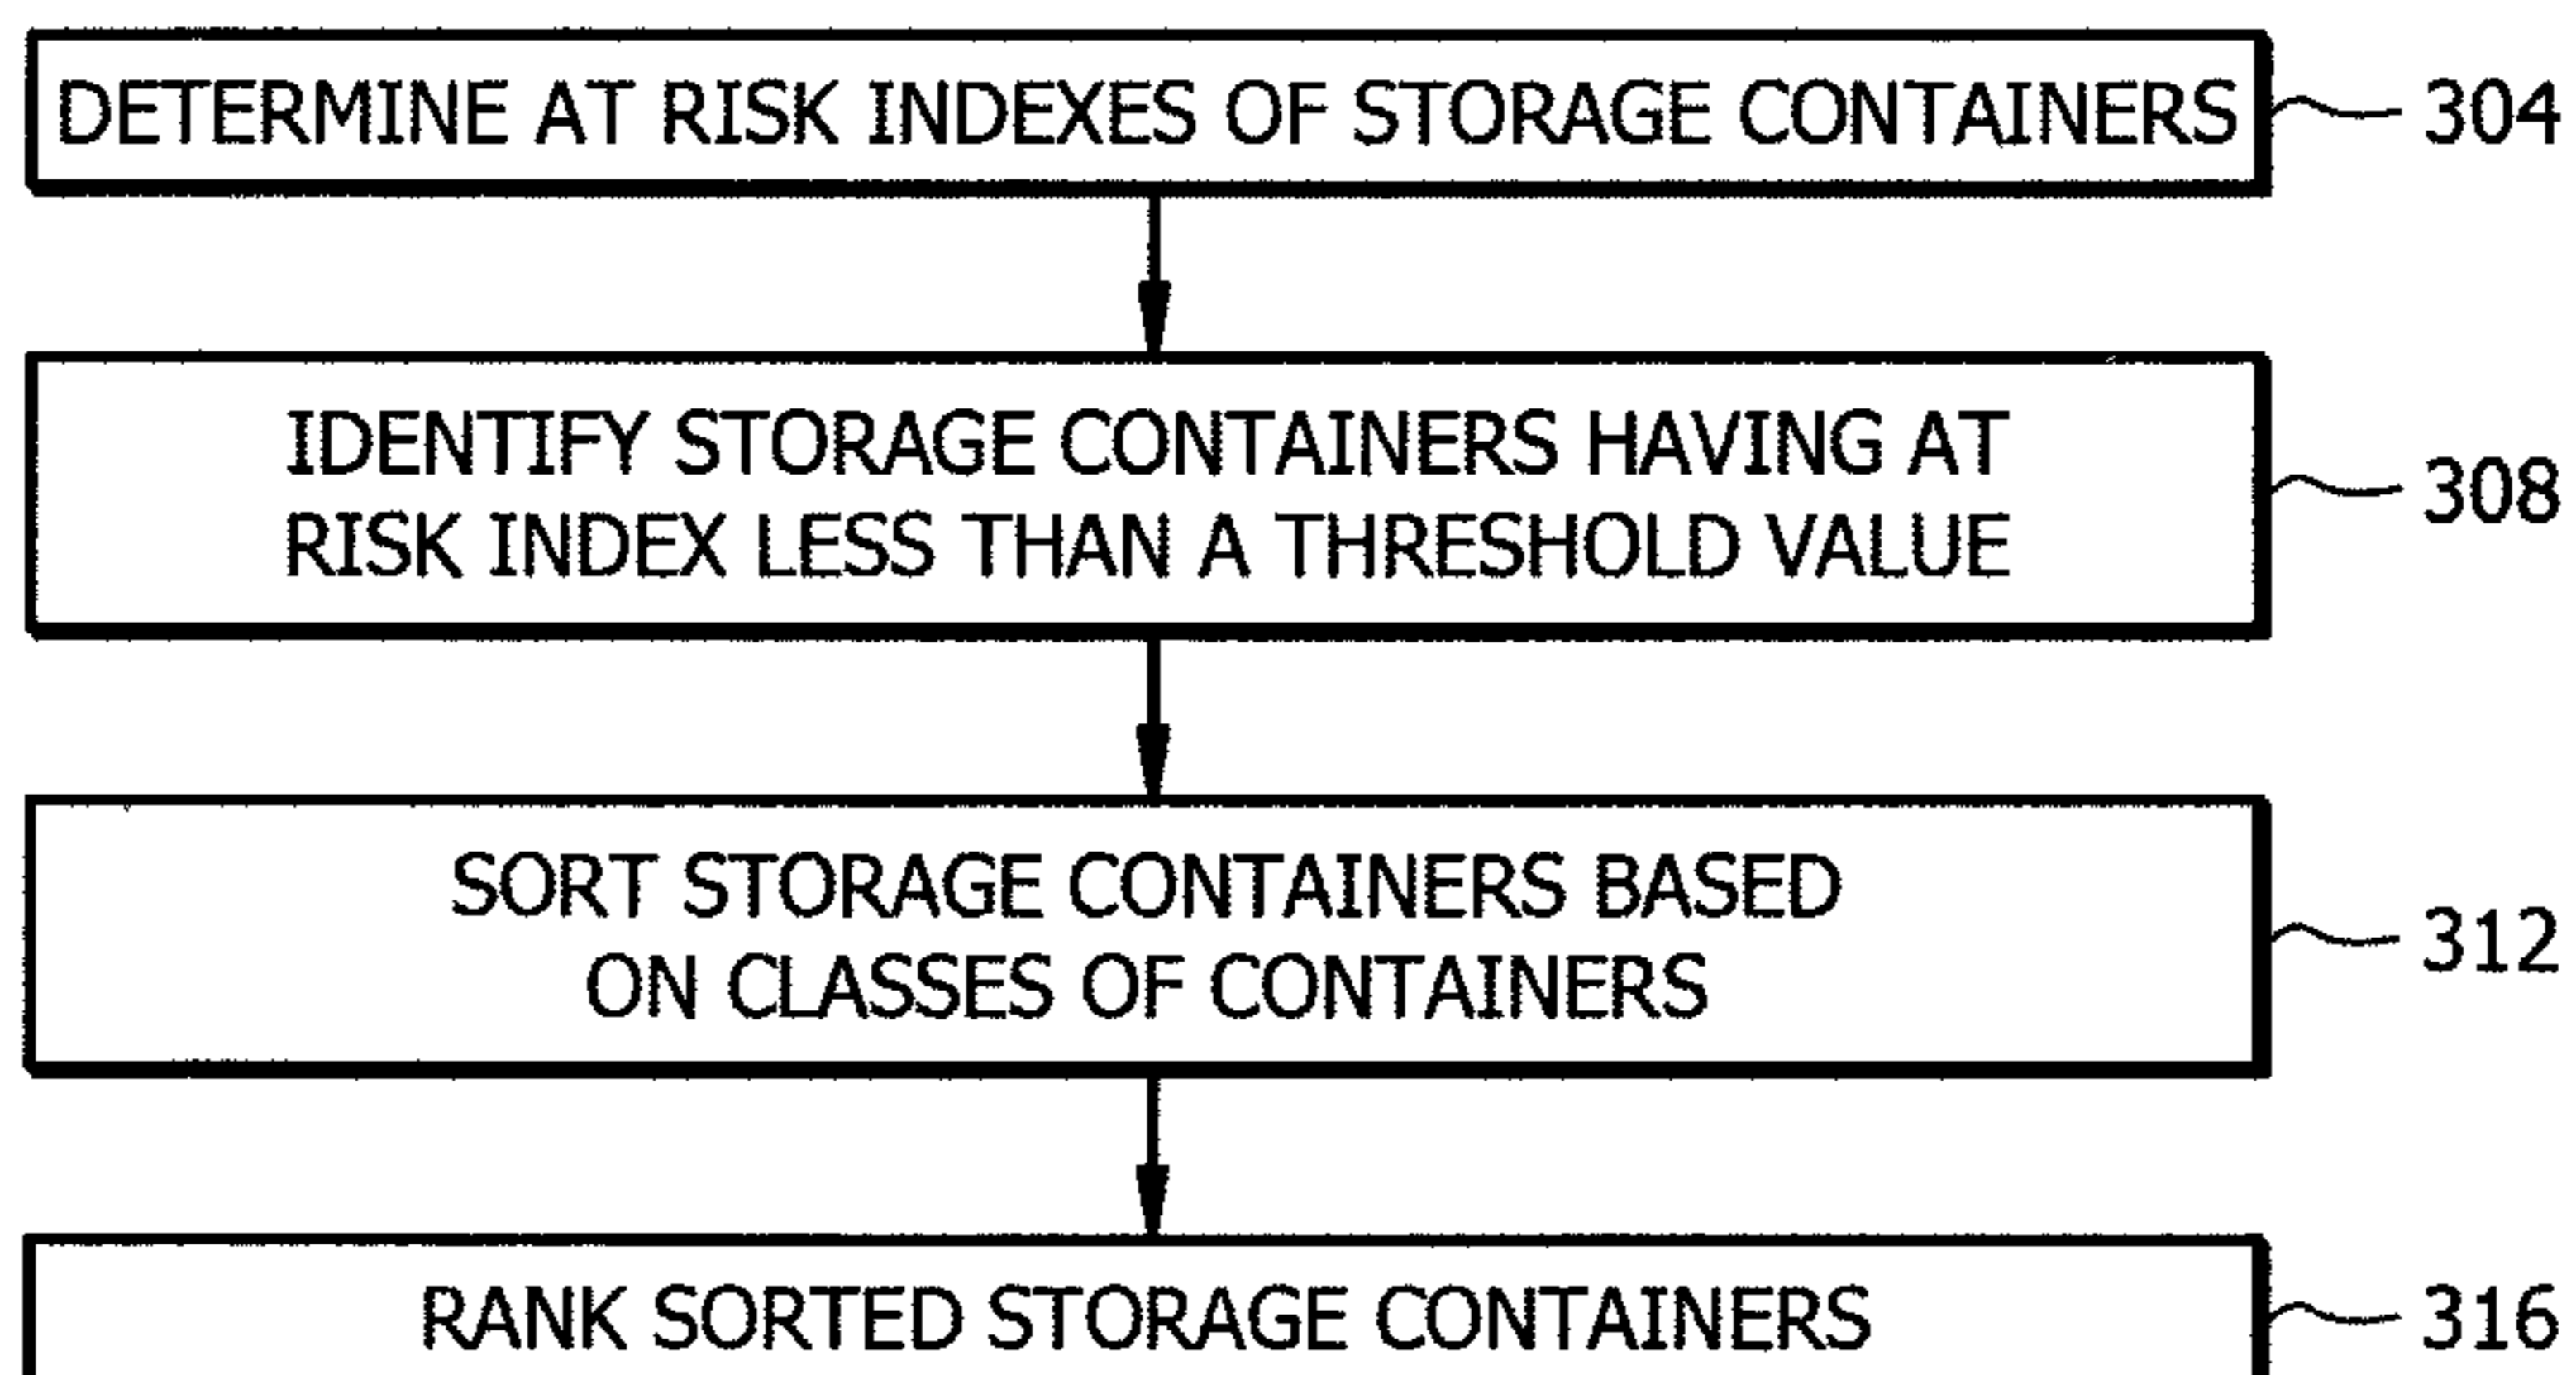 DETERMINE AT RISK INDEXES OF STORAGE CONTAINERS
304
IDENTIFY STORAGE CONTAINERS HAVING AT
RISK INDEX LESS THAN A THRESHOLD VALUE
308
SORT STORAGE CONTAINERS BASED
ON CLASSES OF CONTAINERS
312
RANK SORTED STORAGE CONTAINERS
316